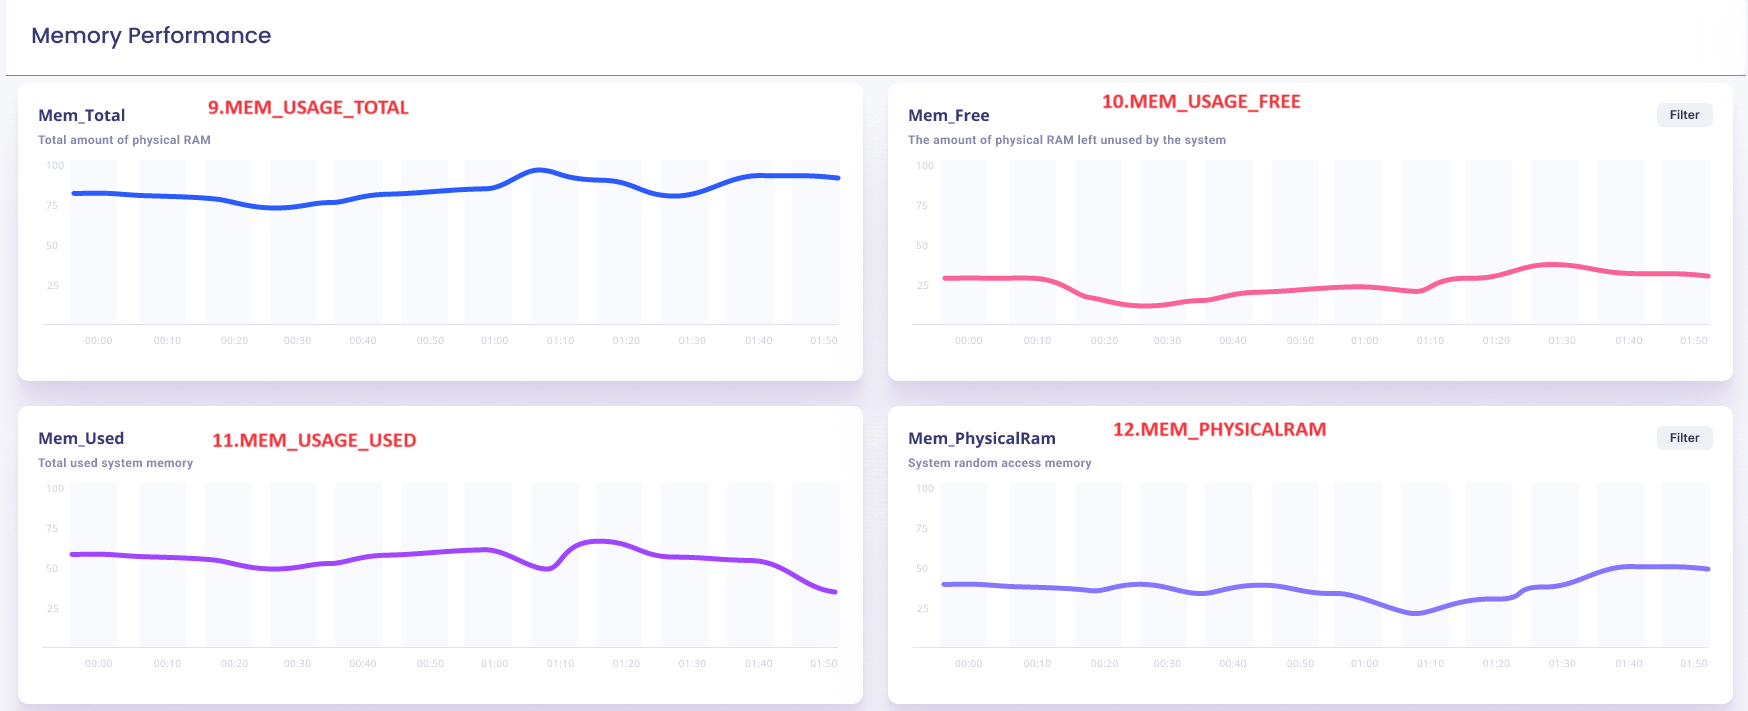 Memory Performance
Mem_Total
9.MEM_USAGE_TOTAL
Total amount of physical RAM
100
75
50
25
00:00 00:10 00:20 00:30 00:40 00:50 01:00 01:10 01:20 01:30 01:40 01:50
Mem_Free
10.MEM_USAGE_FREE
Filter
The amount of physical RAM left unused by the system
100
75
50
25
00:00 00:10 00:20 00:30 00:40 00:50 01:00 01:10 01:20 01:30 01:40 01:50
Mem_Used
11.MEM_USAGE_USED
Total used system memory
100
75
50
25
00:00 00:10 00:20 00:30 00:40 00:50 01:00 01:10 01:20 01:30 01:40 01:50
Mem_PhysicalRam
12.MEM_PHYSICALRAM
Filter
System random access memory
100
75
50
25
00:00 00:10 00:20 00:30 00:40 00:50 01:00 01:10 01:20 01:30 01:40 01:50